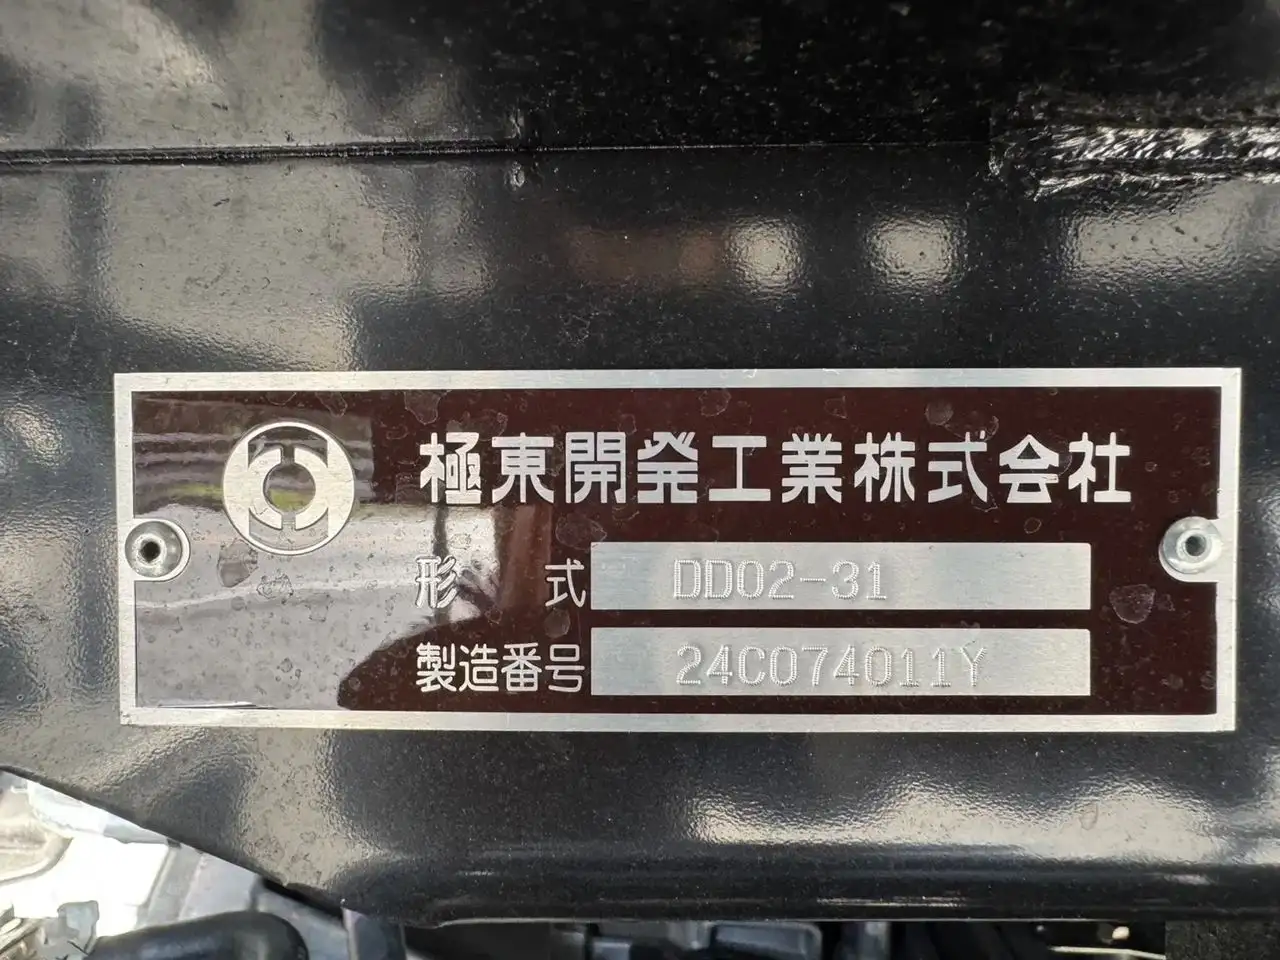 極東開発工業株式会社
形 式 DD02-31
製造番号 24C074011Y